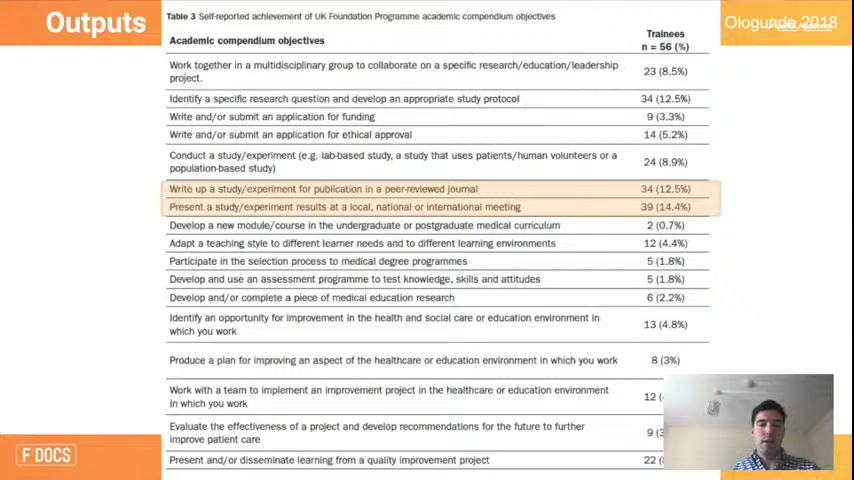 Outputs
Ologunde 2018
Table 3 Self-reported achievement of UK Foundation Programme academic compendium objectives
Academic compendium objectives
Trainees
n = 56 (%)
Work together in a multidisciplinary group to collaborate on a specific research/education/leadership
project.
23 (8.5%)
Identify a specific research question and develop an appropriate study protocol
34 (12.5%)
Write and/or submit an application for funding
9 (3.3%)
Write and/or submit an application for ethical approval
14 (5.2%)
Conduct a study/experiment (e.g. lab-based study, a study that uses patients/human volunteers or a
population-based study)
24 (8.9%)
Write up a study/experiment for publication in a peer-reviewed journal
34 (12.5%)
Present a study/experiment results at a local, national or international meeting
39 (14.4%)
Develop a new module/course in the undergraduate or postgraduate medical curriculum
2 (0.7%)
Adapt a teaching style to different learner needs and to different learning environments
12 (4.4%)
Participate in the selection process to medical degree programmes
5 (1.8%)
Develop and use an assessment programme to test knowledge, skills and attitudes
5 (1.8%)
Develop and/or complete a piece of medical education research
6 (2.2%)
Identify an opportunity for improvement in the health and social care or education environment in
which you work
13 (4.8%)
Produce a plan for improving an aspect of the healthcare or education environment in which you work
8 (3%)
Work with a team to implement an improvement project in the healthcare or education environment
in which you work
12
Evaluate the effectiveness of a project and develop recommendations for the future to further
improve patient care
9
Present and/or disseminate learning from a quality improvement project
22
F DOCS